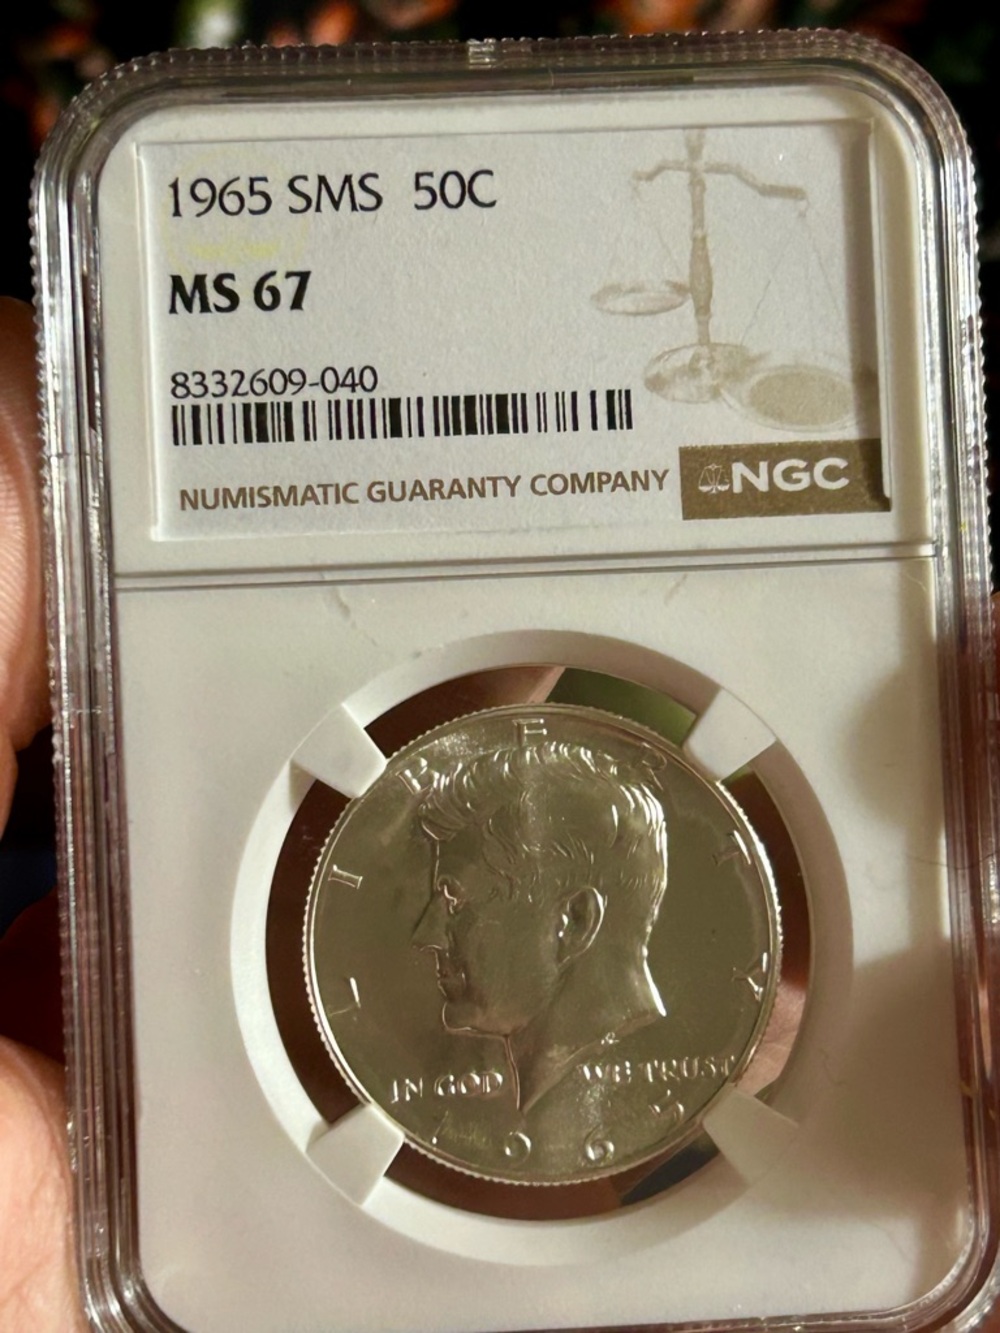 1965 SMS 50C
MS 67
8332609-040
NUMISMATIC GUARANTY COMPANY
NGC
LIBERTY
IN GOD WE TRUST
1965